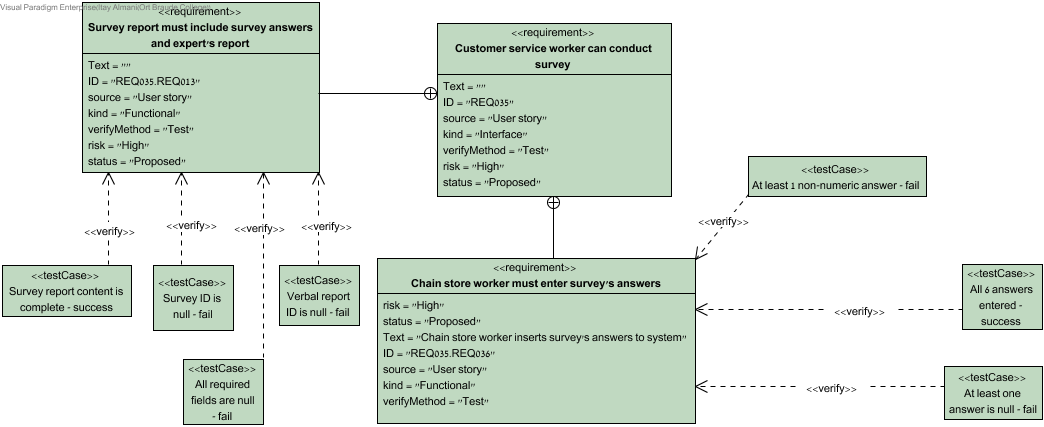 Visual Paradigm Enterprise
<<requirement>>
Survey report must include survey answers
and expert's report
Text = ""
ID = "REQ035.REQ013"
source = "User story"
kind = "Functional"
verifyMethod = "Test"
risk = "High"
status = "Proposed"
<<requirement>>
Customer service worker can conduct
survey
Text = ""
ID = "REQ035"
source = "User story"
kind = "Interface"
verifyMethod = "Test"
risk = "High"
status = "Proposed"
<<testCase>>
At least 1 non-numeric answer - fail
<<verify>>
<<verify>>
<<verify>>
<<verify>>
<<verify>>
<<testCase>>
Survey report content is
complete - success
<<testCase>>
Survey ID is
null - fail
<<testCase>>
Verbal report
ID is null - fail
<<requirement>>
Chain store worker must enter survey's answers
risk = "High"
status = "Proposed"
Text = "Chain store worker inserts survey's answers to system"
ID = "REQ035.REQ036"
source = "User story"
kind = "Functional"
verifyMethod = "Test"
<<testCase>>
All 6 answers
entered -
success
<<verify>>
<<testCase>>
All required
fields are null
- fail
<<verify>>
<<testCase>>
At least one
answer is null - fail